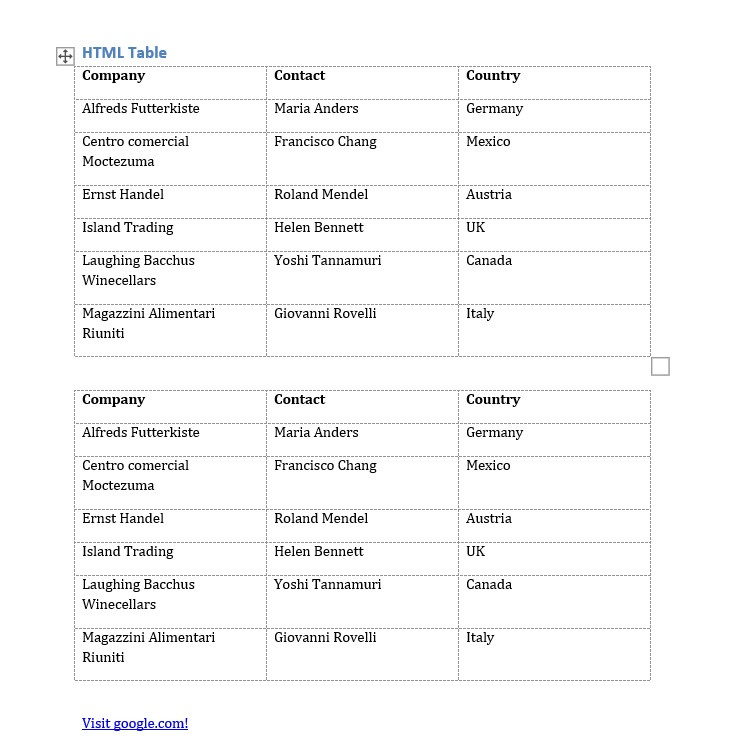 HTML Table
Company Contact Country
Alfreds Futterkiste Maria Anders Germany
Centro comercial Francisco Chang Mexico
Moctezuma
Ernst Handel Roland Mendel Austria
Island Trading Helen Bennett UK
Laughing Bacchus Yoshi Tannamuri Canada
Winecellars
Magazzini Alimentari Giovanni Rovelli Italy
Riuniti
Company Contact Country
Alfreds Futterkiste Maria Anders Germany
Centro comercial Francisco Chang Mexico
Moctezuma
Ernst Handel Roland Mendel Austria
Island Trading Helen Bennett UK
Laughing Bacchus Yoshi Tannamuri Canada
Winecellars
Magazzini Alimentari Giovanni Rovelli Italy
Riuniti
Visit google.com!